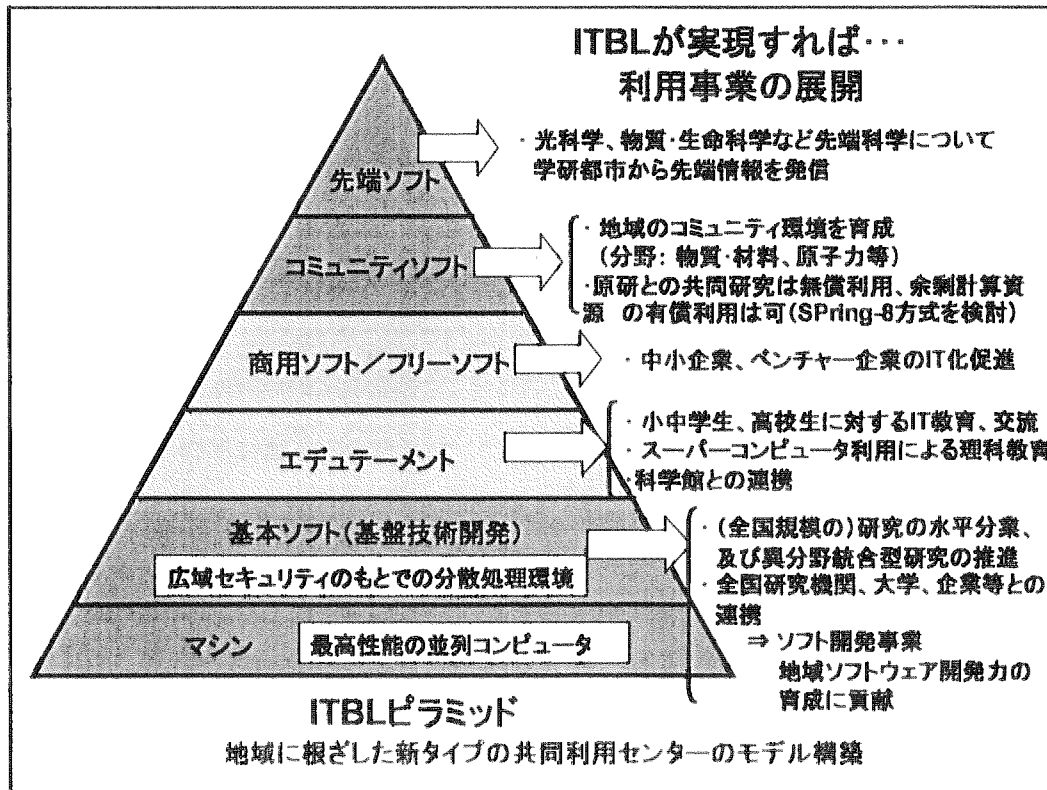 ITBLが実現すれば・・・
利用事業の展開
先端ソフト
・光科学、物質・生命科学など先端科学について
学研都市から先端情報を発信
コミュニティソフト
・地域のコミュニティ環境を育成
(分野: 物質・材料、原子力等)
・原研との共同研究は無償利用、余剰計算資
源 の有償利用は可(SPring-8方式を検討)
商用ソフト/フリーソフト
・中小企業、ベンチャー企業のIT化促進
エデュテーメント
・小中学生、高校生に対するIT教育、交流
・スーパーコンピュータ利用による理科教育
・科学館との連携
基本ソフト(基盤技術開発)
広域セキュリティのもとでの分散処理環境
・(全国規模の)研究の水平分業、
及び異分野統合型研究の推進
・全国研究機関、大学、企業等との
連携
⇒ ソフト開発事業
地域ソフトウェア開発力の
育成に貢献
マシン
最高性能の並列コンピュータ
ITBLピラミッド
地域に根ざした新タイプの共同利用センターのモデル構築